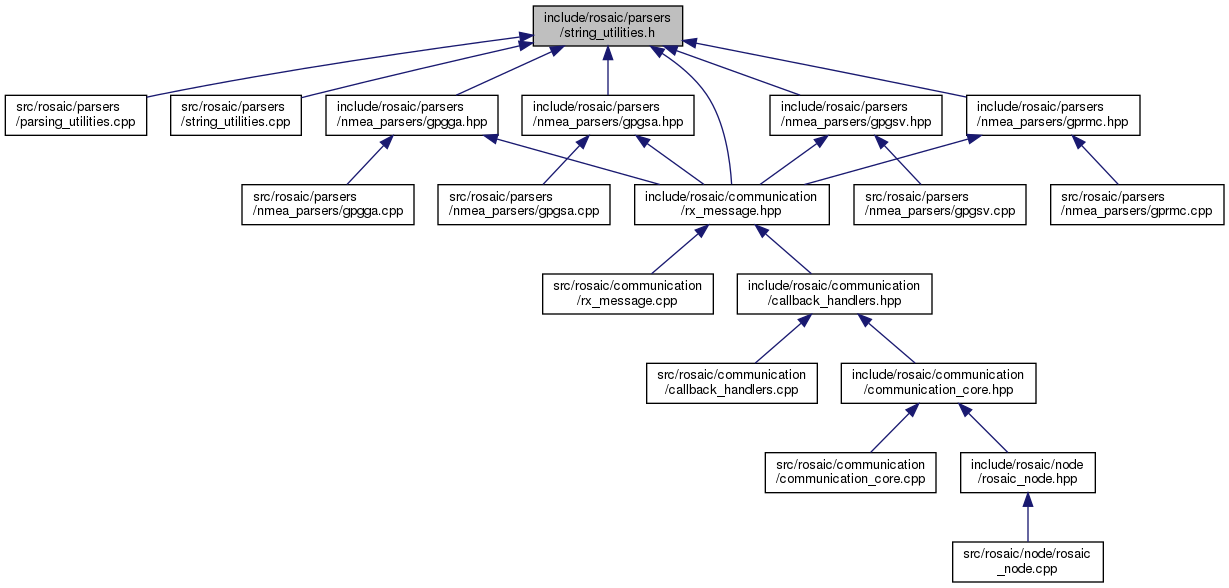 include/rosaic/parsers
/string_utilities.h
src/rosaic/parsers
/parsing_utilities.cpp
src/rosaic/parsers
/string_utilities.cpp
include/rosaic/parsers
/nmea_parsers/gpgga.hpp
include/rosaic/parsers
/nmea_parsers/gpgsa.hpp
include/rosaic/parsers
/nmea_parsers/gpgsv.hpp
include/rosaic/parsers
/nmea_parsers/gprmc.hpp
src/rosaic/parsers
/nmea_parsers/gpgga.cpp
src/rosaic/parsers
/nmea_parsers/gpgsa.cpp
include/rosaic/communication
/rx_message.hpp
src/rosaic/parsers
/nmea_parsers/gpgsv.cpp
src/rosaic/parsers
/nmea_parsers/gprmc.cpp
src/rosaic/communication
/rx_message.cpp
include/rosaic/communication
/callback_handlers.hpp
src/rosaic/communication
/callback_handlers.cpp
include/rosaic/communication
/communication_core.hpp
src/rosaic/communication
/communication_core.cpp
include/rosaic/node
/rosaic_node.hpp
src/rosaic/node/rosaic
_node.cpp